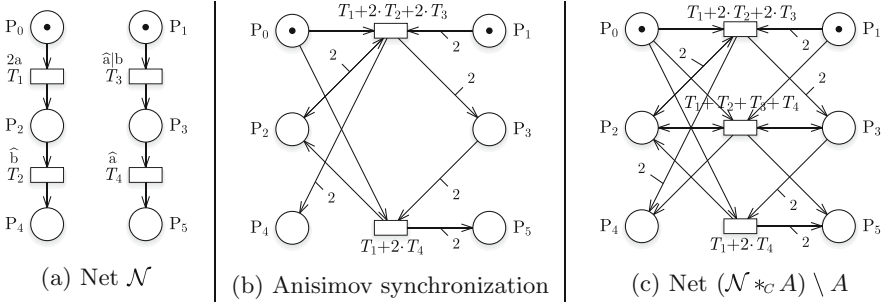 P₀
P₁
2a
T₁
â|b
T₃
P₂
P₃
b̂
T₂
â
T₄
P₄
P₅
(a) Net 𝒩
T₁+2·T₂+2·T₃
P₀
P₁
2
2
2
P₂
P₃
2
2
P₄
P₅
2
T₁+2·T₄
(b) Anisimov synchronization
T₁+2·T₂+2·T₃
P₀
P₁
2
2
2
T₁+T₂+T₃+T₄
P₂
P₃
2
2
P₄
P₅
2
T₁+2·T₄
(c) Net (𝒩 *_C A) \ A